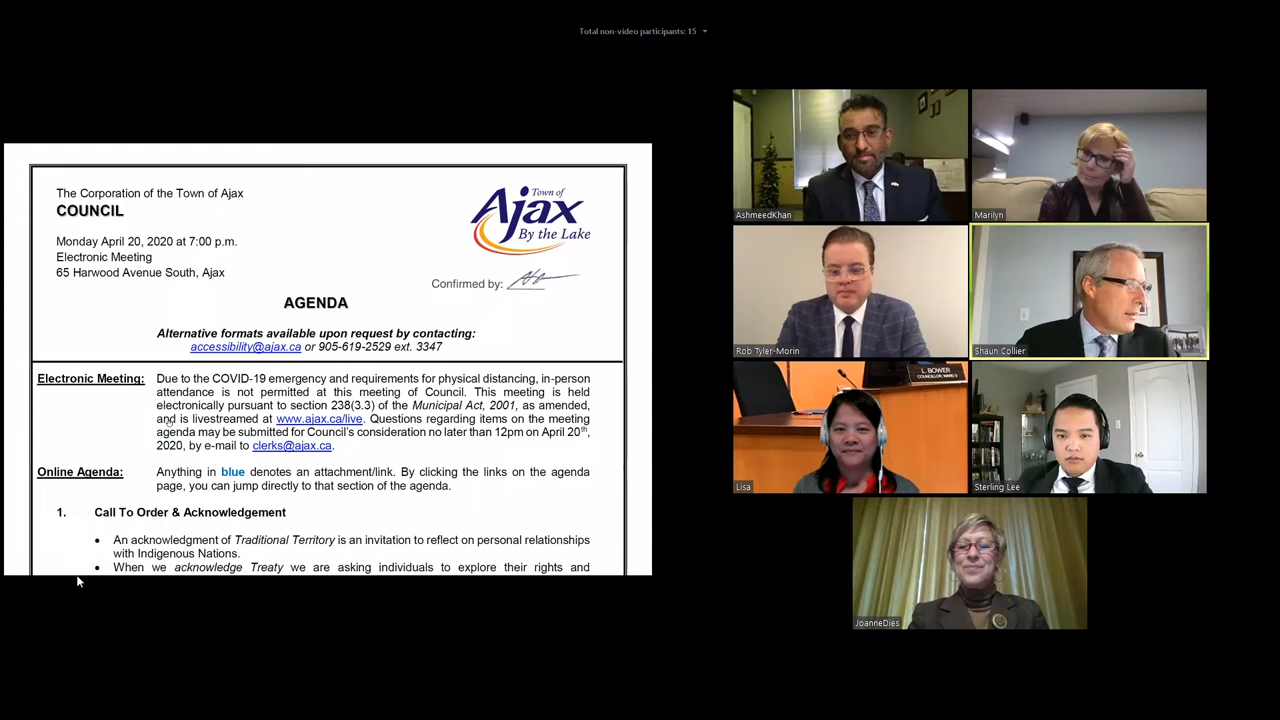 Total non-video participants: 15
The Corporation of the Town of Ajax
COUNCIL
Monday April 20, 2020 at 7:00 p.m.
Electronic Meeting
65 Harwood Avenue South, Ajax
Town of
Ajax
By the Lake
Confirmed by:
AGENDA
Alternative formats available upon request by contacting:
accessibility@ajax.ca or 905-619-2529 ext. 3347
Electronic Meeting: Due to the COVID-19 emergency and requirements for physical distancing, in-person
attendance is not permitted at this meeting of Council. This meeting is held
electronically pursuant to section 238(3.3) of the Municipal Act, 2001, as amended,
and is livestreamed at www.ajax.ca/live. Questions regarding items on the meeting
agenda may be submitted for Council's consideration no later than 12pm on April 20th,
2020, by e-mail to clerks@ajax.ca.
Online Agenda: Anything in blue denotes an attachment/link. By clicking the links on the agenda
page, you can jump directly to that section of the agenda.
1. Call To Order & Acknowledgement
• An acknowledgment of Traditional Territory is an invitation to reflect on personal relationships
with Indigenous Nations.
• When we acknowledge Treaty we are asking individuals to explore their rights and
AshmeedKhan
Marilyn
Rob Tyler-Morin
Shaun Collier
L. BOWER
COUNCILLOR, WARD 3
Lisa
Sterling Lee
JoanneDies